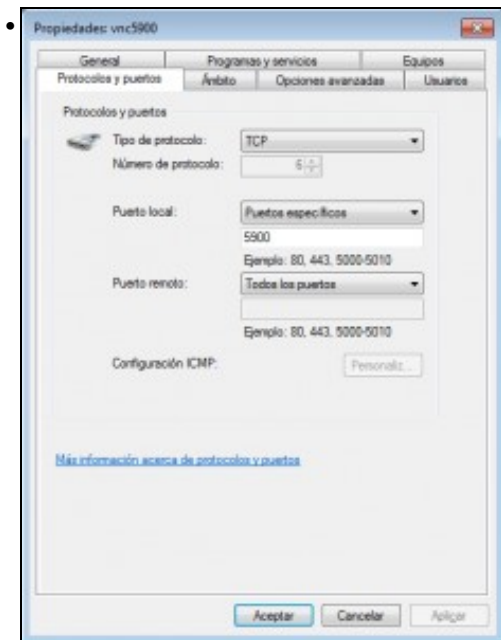 Propiedades: vnc5900
General Programas y servicios Equipos
Protocolos y puertos Ámbito Opciones avanzadas Usuarios
Protocolos y puertos
Tipo de protocolo: TCP
Número de protocolo: 6
Puerto local: Puertos específicos
5900
Ejemplo: 80, 443, 5000-5010
Puerto remoto: Todos los puertos
Ejemplo: 80, 443, 5000-5010
Configuración ICMP: Personaliz...
Más información acerca de protocolos y puertos
Aceptar Cancelar Aplicar